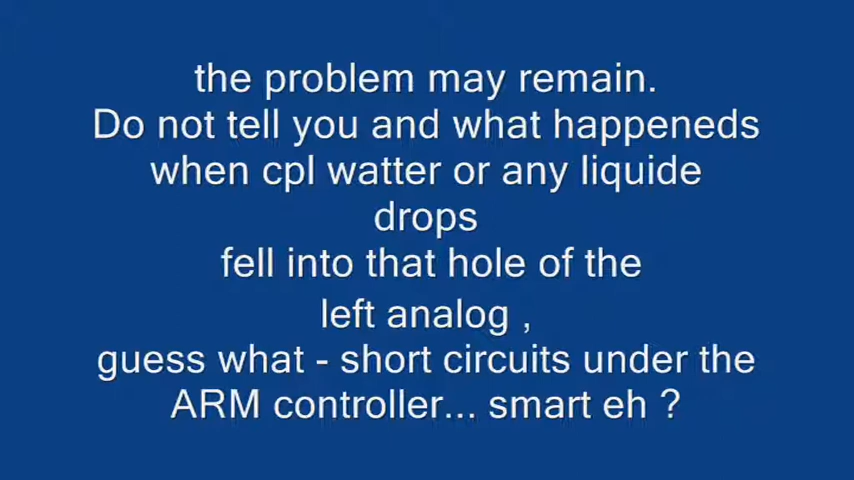 the problem may remain.
Do not tell you and what happeneds
when cpl watter or any liquide
drops
fell into that hole of the
left analog ,
guess what - short circuits under the
ARM controller... smart eh ?